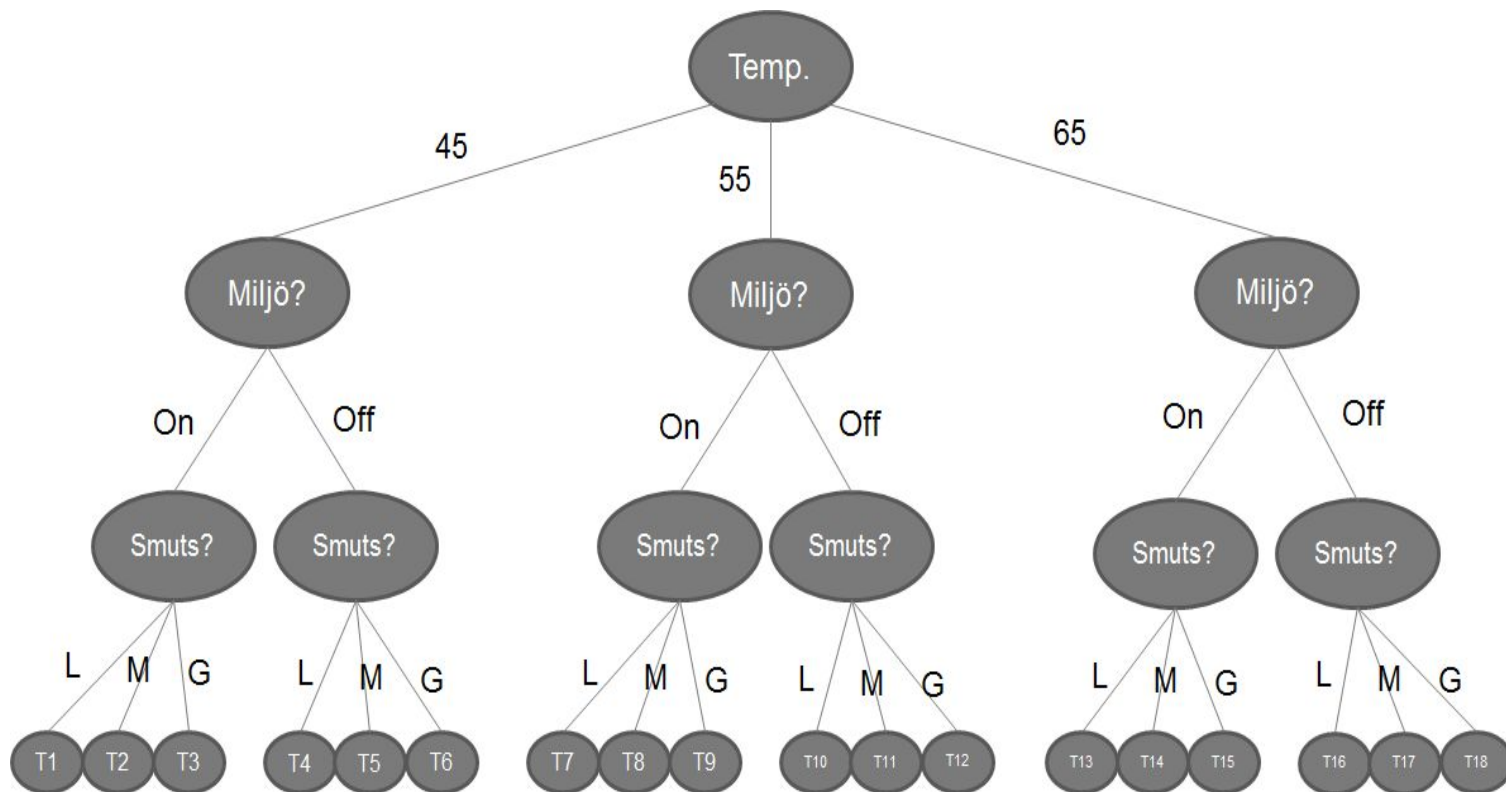 Temp.
45
55
65
Miljö?
Miljö?
Miljö?
On
Off
On
Off
On
Off
Smuts?
Smuts?
Smuts?
Smuts?
Smuts?
Smuts?
L
M
G
L
M
G
L
M
G
L
M
G
L
M
G
L
M
G
T1
T2
T3
T4
T5
T6
T7
T8
T9
T10
T11
T12
T13
T14
T15
T16
T17
T18